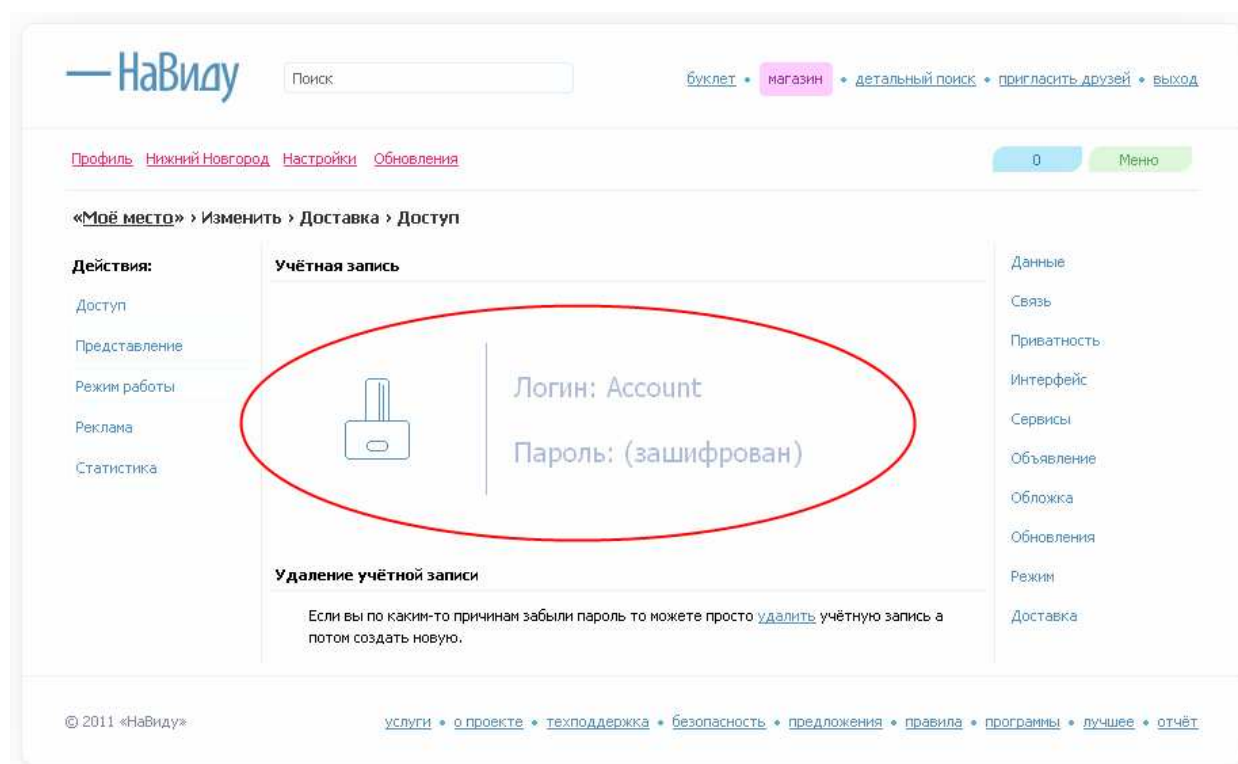 — НаВиду
Поиск
буклет • магазин • детальный поиск • пригласить друзей • выход
Профиль Нижний Новгород Настройки Обновления
0 Меню
«Моё место» › Изменить › Доставка › Доступ
Действия:
Доступ
Представление
Режим работы
Реклама
Статистика
Учётная запись
Логин: Account
Пароль: (зашифрован)
Удаление учётной записи
Если вы по каким-то причинам забыли пароль то можете просто удалить учётную запись а
потом создать новую.
Данные
Связь
Приватность
Интерфейс
Сервисы
Объявление
Обложка
Обновления
Режим
Доставка
© 2011 «НаВиду»
услуги • о проекте • техподдержка • безопасность • предложения • правила • программы • лучшее • отчёт